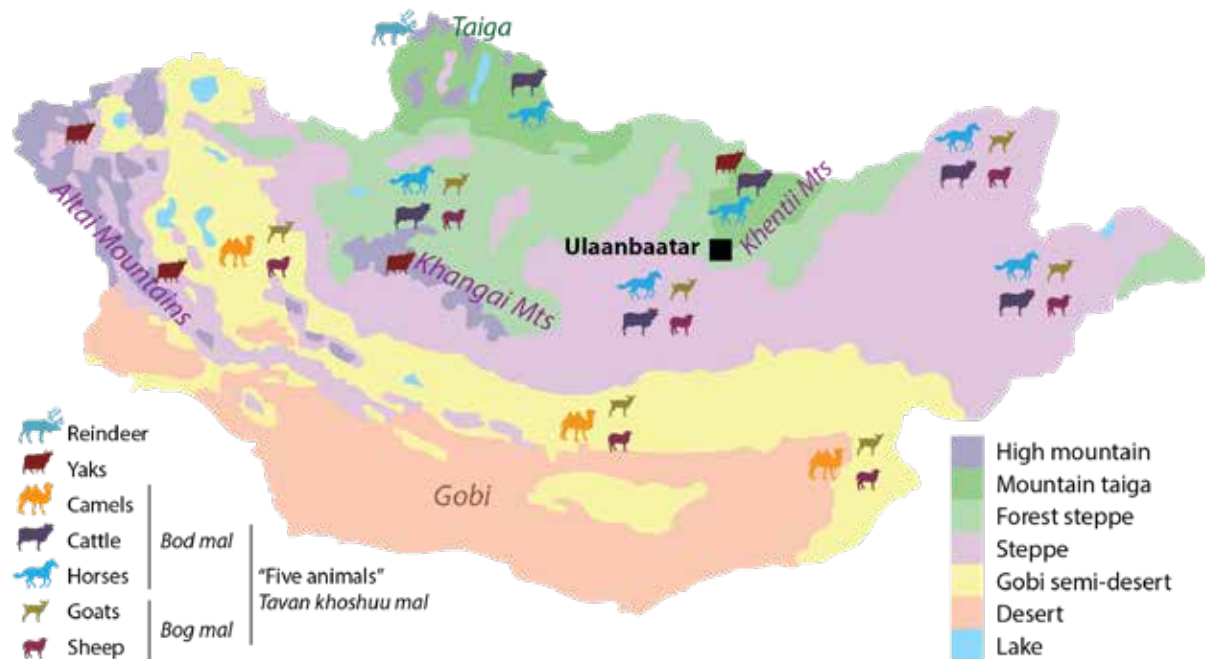 Taiga
Altai Mountains
Khangai Mts
Ulaanbaatar
Khentii Mts
Gobi
Reindeer
Yaks
Camels
Cattle
Horses
Goats
Sheep
Bod mal
Bog mal
"Five animals"
Tavan khoshuu mal
High mountain
Mountain taiga
Forest steppe
Steppe
Gobi semi-desert
Desert
Lake